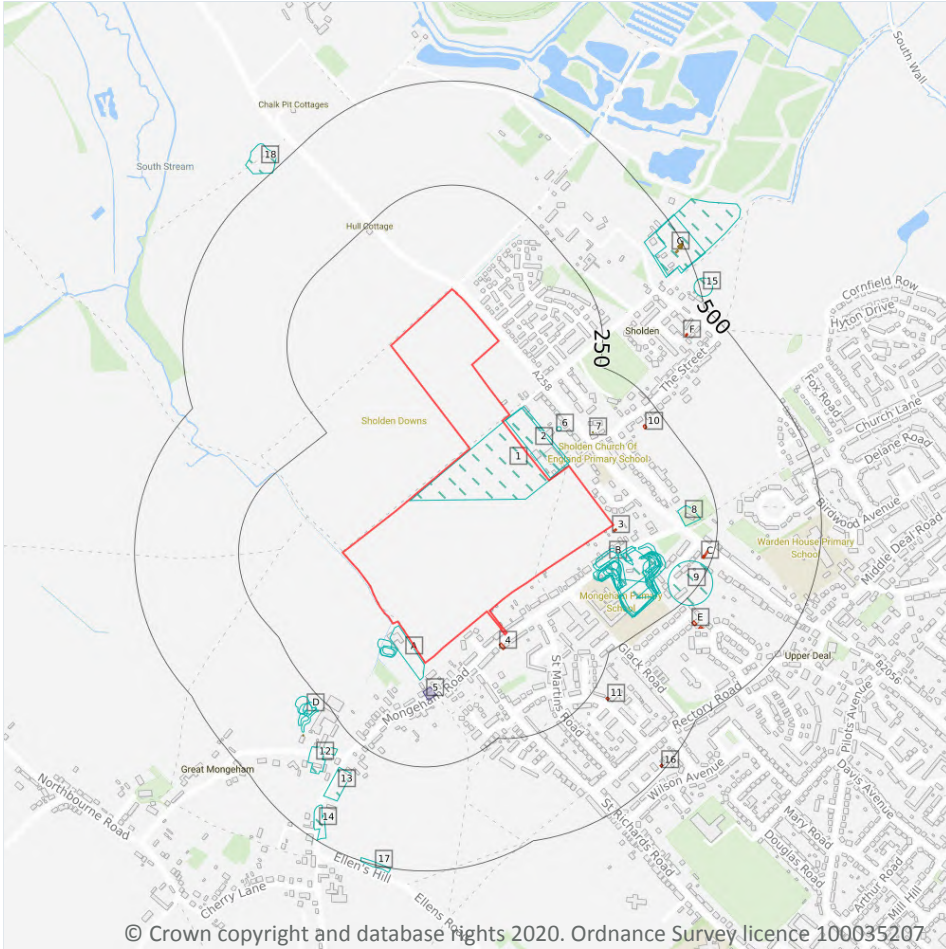 South Wall
Chalk Pit Cottages
18
South Stream
Hull Cottage
G
15
500
Cornfield Row
Hyton Drive
F
Sholden
250
The Street
A258
Fox Road
Church Lane
Sholden Downs
6
7
10
2
Delane Road
1
Sholden Church Of
England Primary School
Birdwood Avenue
8
3
Warden House Primary
School
Middle Deal Road
B
C
9
Mongeham Primary
School
E
A
4
Glack Road
Upper Deal
B2056
5
Mongeham Road
St Martins Road
11
Rectory Road
D
Pilots Avenue
12
Great Mongeham
16
Wilson Avenue
13
Davis Avenue
Northbourne Road
14
St Richards Road
Mary Road
Douglas Road
17
Ellen's Hill
Cherry Lane
Arthur Road
Mill Hill
© Crown copyright and database rights 2020. Ordnance Survey licence 100035207.